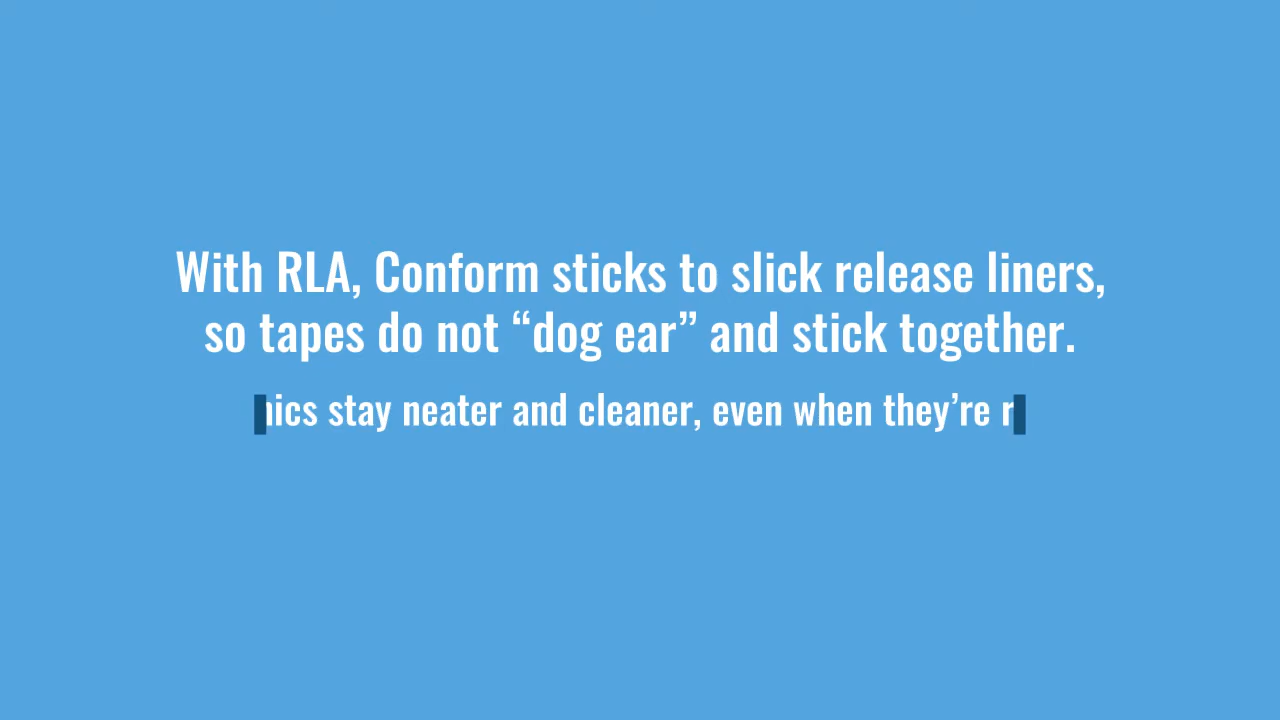 With RLA, Conform sticks to slick release liners,
so tapes do not “dog ear” and stick together.
stay neater and cleaner, even when they’re